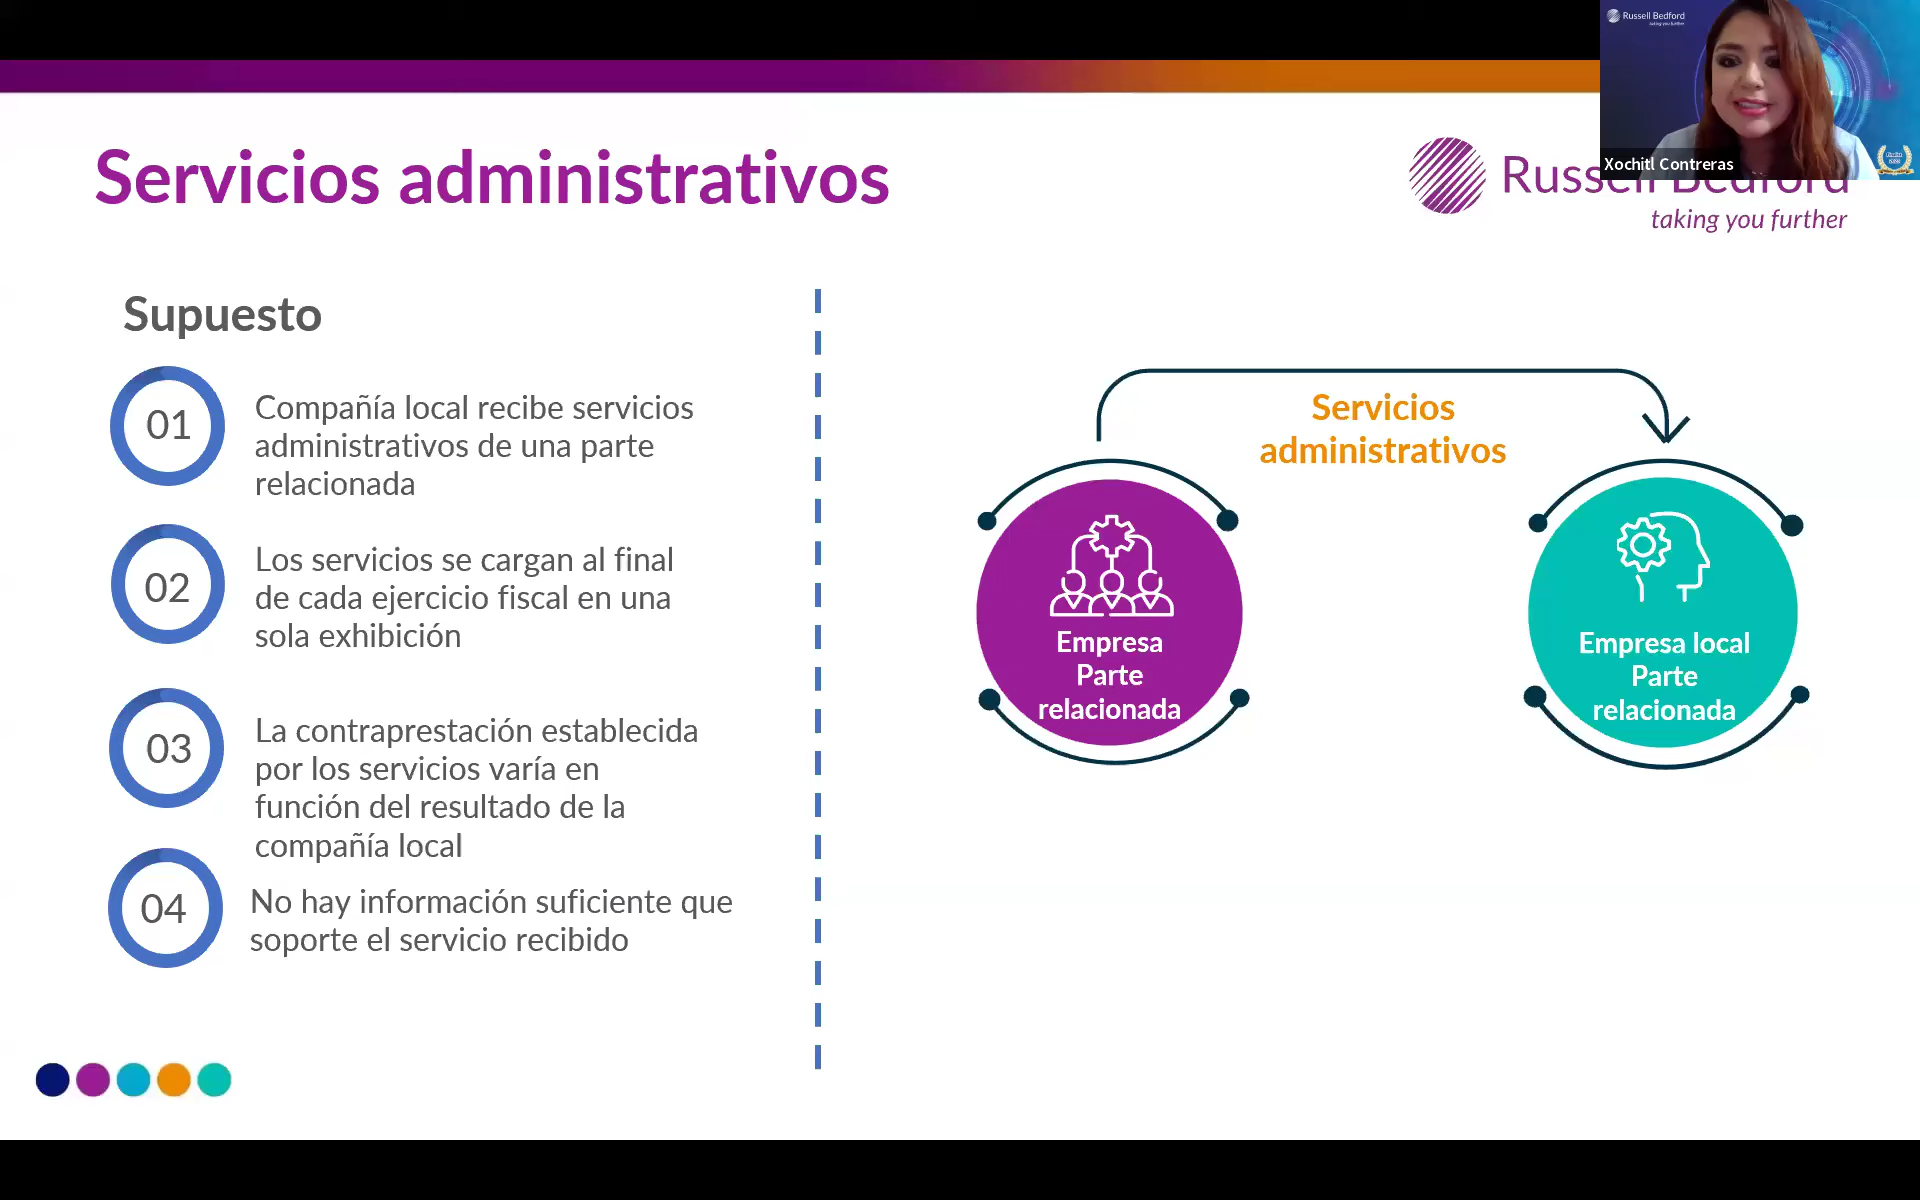 Russell Bedford
taking you further
Xochitl Contreras
Servicios administrativos
Russell Bedford
taking you further
Supuesto
01
Compañía local recibe servicios
administrativos de una parte
relacionada
02
Los servicios se cargan al final
de cada ejercicio fiscal en una
sola exhibición
03
La contraprestación establecida
por los servicios varía en
función del resultado de la
compañía local
04
No hay información suficiente que
soporte el servicio recibido
Servicios
administrativos
Empresa
Parte
relacionada
Empresa local
Parte
relacionada